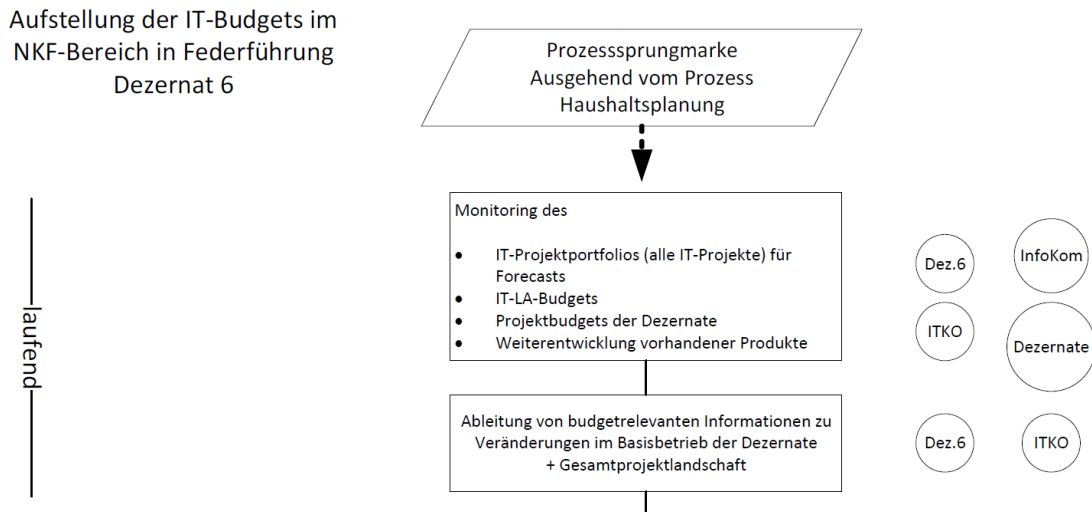 Aufstellung der IT-Budgets im
NKF-Bereich in Federführung
Dezernat 6
Prozesssprungmarke
Ausgehend vom Prozess
Haushaltsplanung
laufend
Monitoring des
• IT-Projektportfolios (alle IT-Projekte) für
Forecasts
• IT-LA-Budgets
• Projektbudgets der Dezernate
• Weiterentwicklung vorhandener Produkte
Dez.6
InfoKom
ITKO
Dezernate
Ableitung von budgetrelevanten Informationen zu
Veränderungen im Basisbetrieb der Dezernate
+ Gesamtprojektlandschaft
Dez.6
ITKO